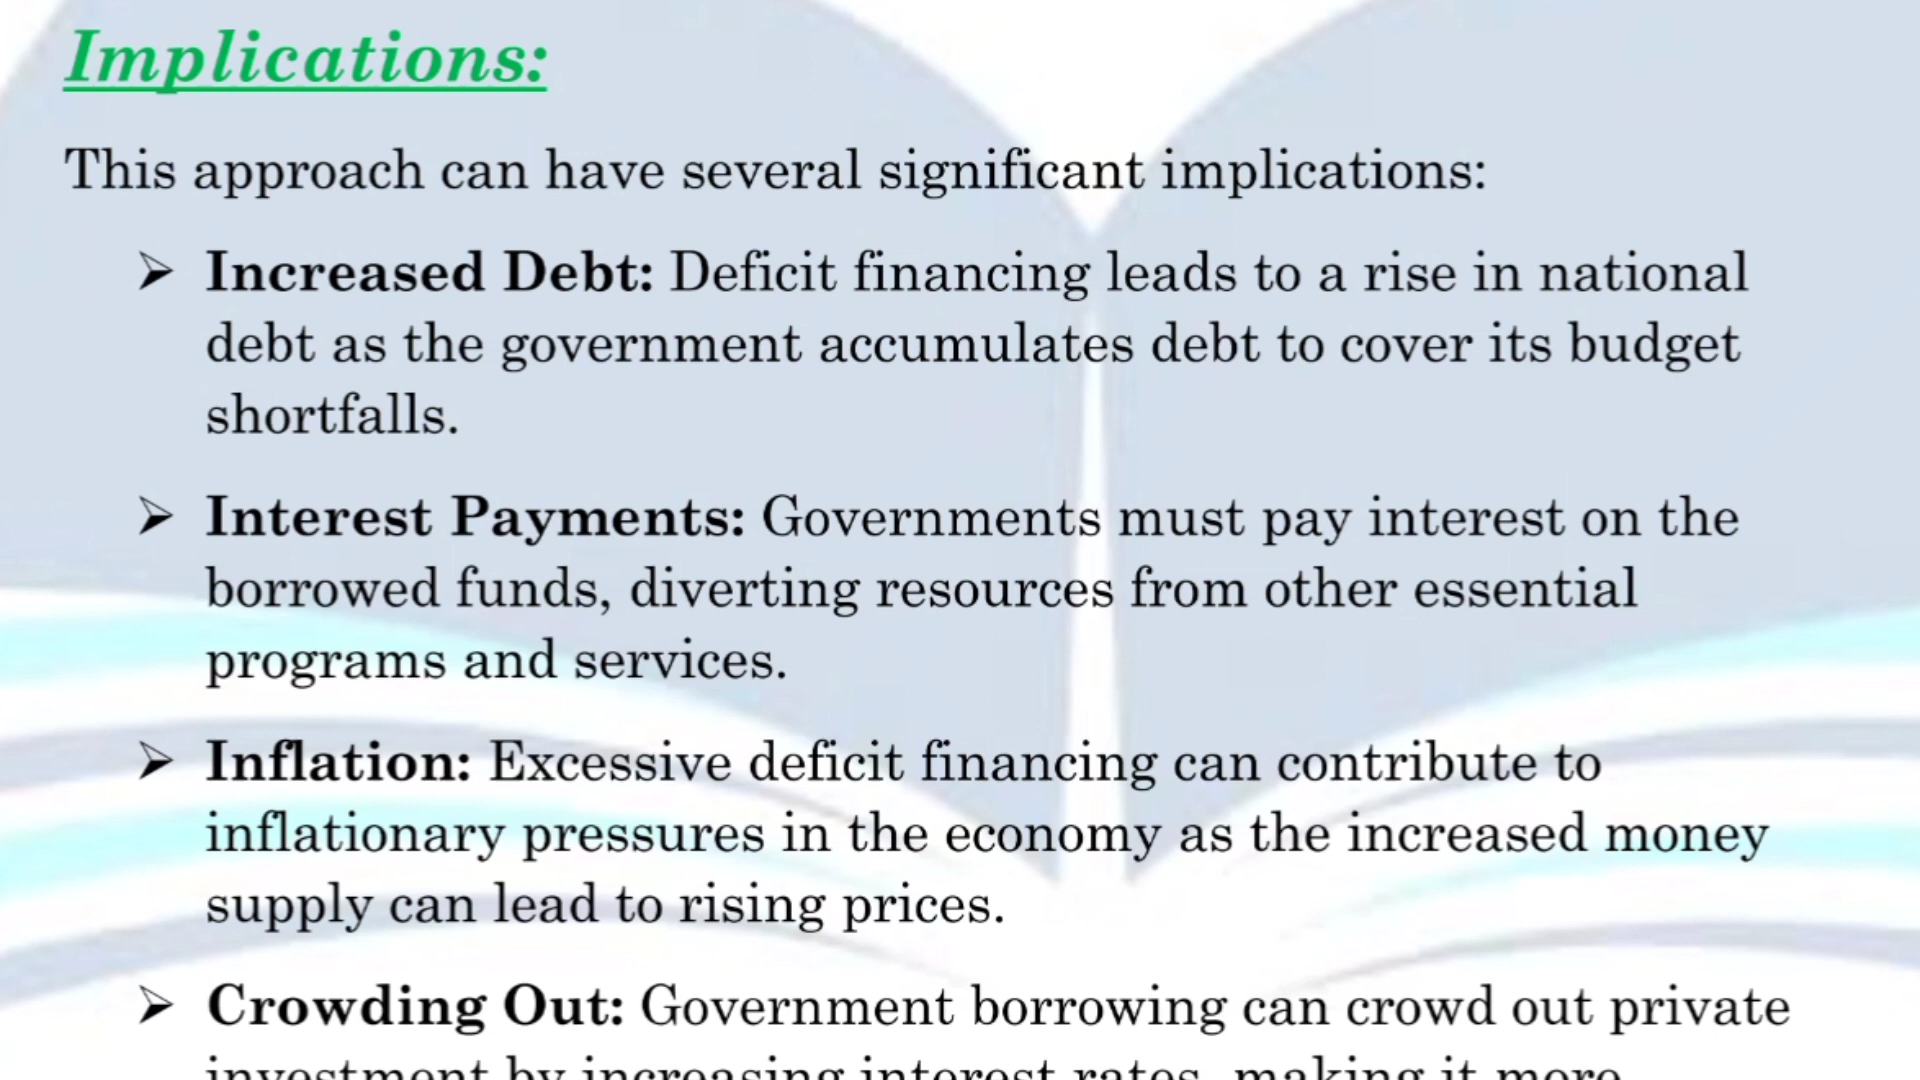 Implications:
This approach can have several significant implications:
➢ Increased Debt: Deficit financing leads to a rise in national
debt as the government accumulates debt to cover its budget
shortfalls.
➢ Interest Payments: Governments must pay interest on the
borrowed funds, diverting resources from other essential
programs and services.
➢ Inflation: Excessive deficit financing can contribute to
inflationary pressures in the economy as the increased money
supply can lead to rising prices.
➢ Crowding Out: Government borrowing can crowd out private
investment by increasing interest rates, making it more